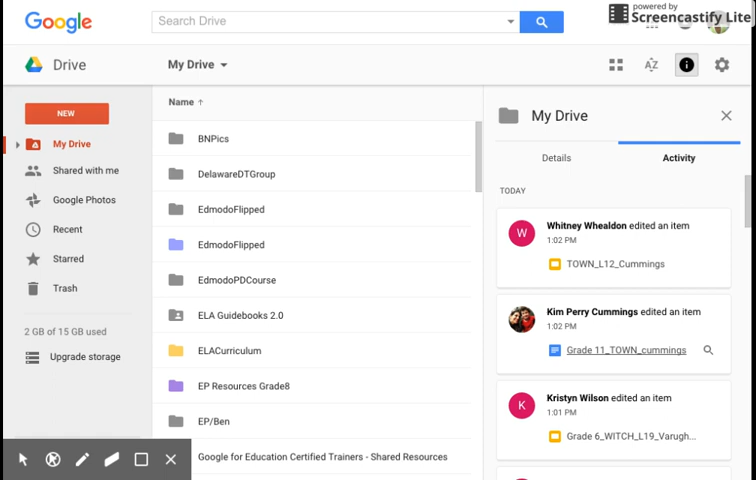 Google
Search Drive
powered by
Screencastify Lite
Drive
My Drive
AZ
NEW
My Drive
Shared with me
Google Photos
Recent
Starred
Trash
2 GB of 15 GB used
Upgrade storage
Name
BNPics
DelawareDTGroup
EdmodoFlipped
EdmodoFlipped
EdmodoPDCourse
ELA Guidebooks 2.0
ELACurriculum
EP Resources Grade8
EP/Ben
Google for Education Certified Trainers - Shared Resources
My Drive
Details
Activity
TODAY
W
Whitney Whealdon edited an item
1:02 PM
TOWN_L12_Cummings
Kim Perry Cummings edited an item
1:02 PM
Grade 11_TOWN_cummings
K
Kristyn Wilson edited an item
1:01 PM
Grade 6_WITCH_L19_Varugh...